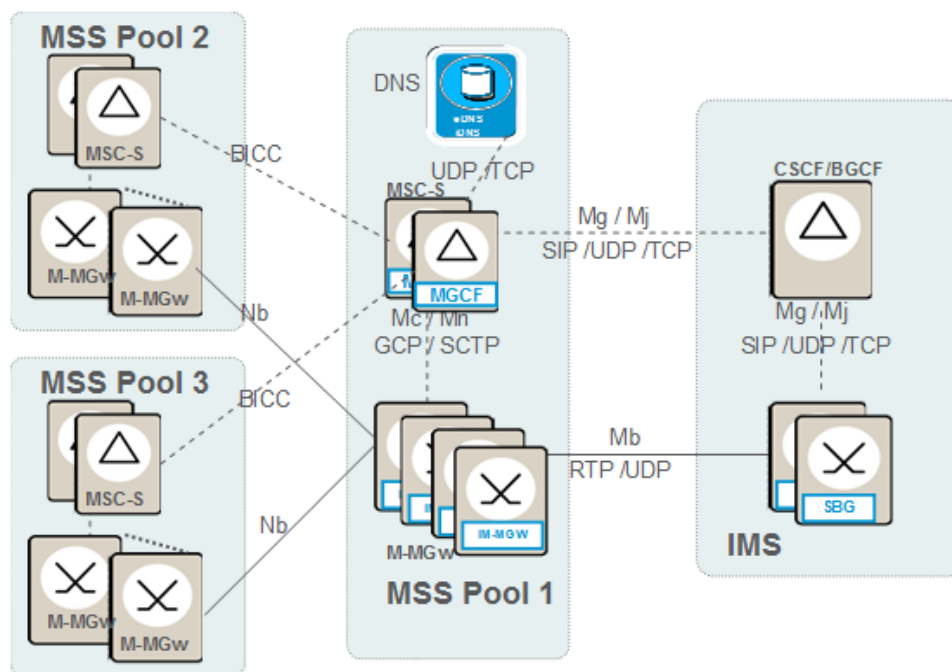 MSS Pool 2
MSC-S
M-MGw
M-MGw
BICC
Nb
MSS Pool 3
MSC-S
M-MGw
M-MGw
BICC
Nb
DNS
eDNS
iDNS
UDP /TCP
MSC-S
MGCF
Mc / Mn
GCP / SCTP
IM-MGW
M-MGw
MSS Pool 1
Mg / Mj
SIP /UDP /TCP
Mb
RTP /UDP
CSCF/BGCF
Mg / Mj
SIP /UDP /TCP
SBG
IMS